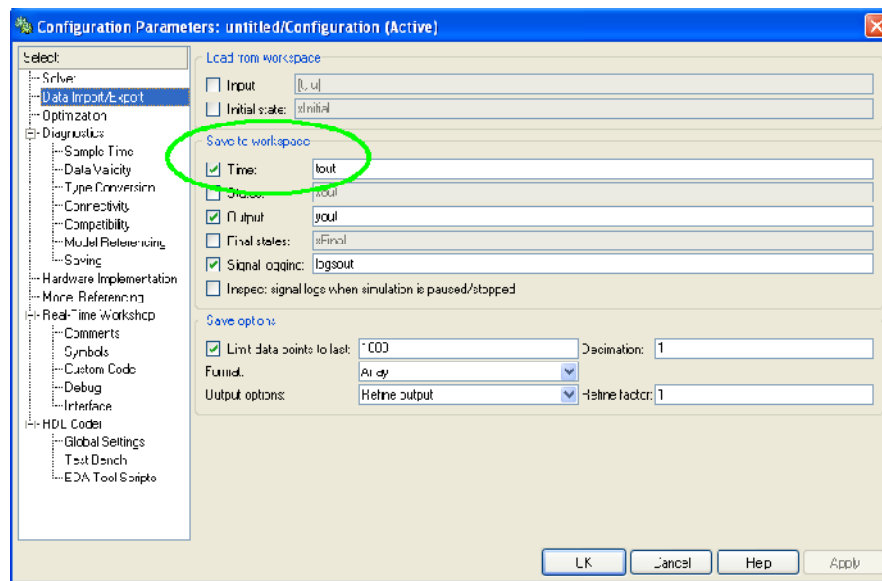 Configuration Parameters: untitled/Configuration (Active)
Select:
Solver
Data Import/Export
Optimization
Diagnostics
Sample Time
Data Validity
Type Conversion
Connectivity
Compatibility
Model Referencing
Saving
Hardware Implementation
Model Referencing
Real-Time Workshop
Comments
Symbols
Custom Code
Debug
Interface
HDL Coder
Global Settings
Test Bench
EDA Tool Scripts
Load from workspace
Input [t, u]
Initial state: xInitial
Save to workspace
Time: tout
States: xout
Output yout
Final states: xFinal
Signal logging: logsout
Inspect signal logs when simulation is paused/stopped
Save options
Limit data points to last: 1000 Decimation: 1
Format: Array
Output options: Refine output Refine factor: 1
OK Cancel Help Apply